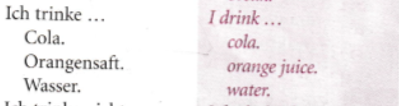 Ich trinke …
Cola.
Orangensaft.
Wasser.
I drink …
cola.
orange juice.
water.